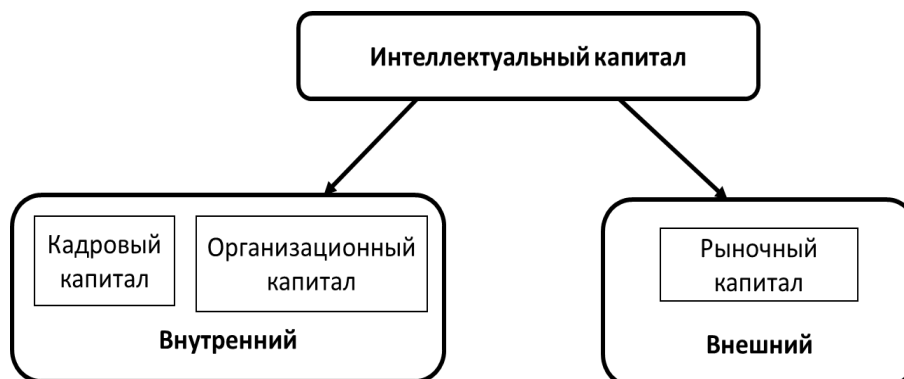 Интеллектуальный капитал
Кадровый
капитал
Организационный
капитал
Внутренний
Рыночный
капитал
Внешний